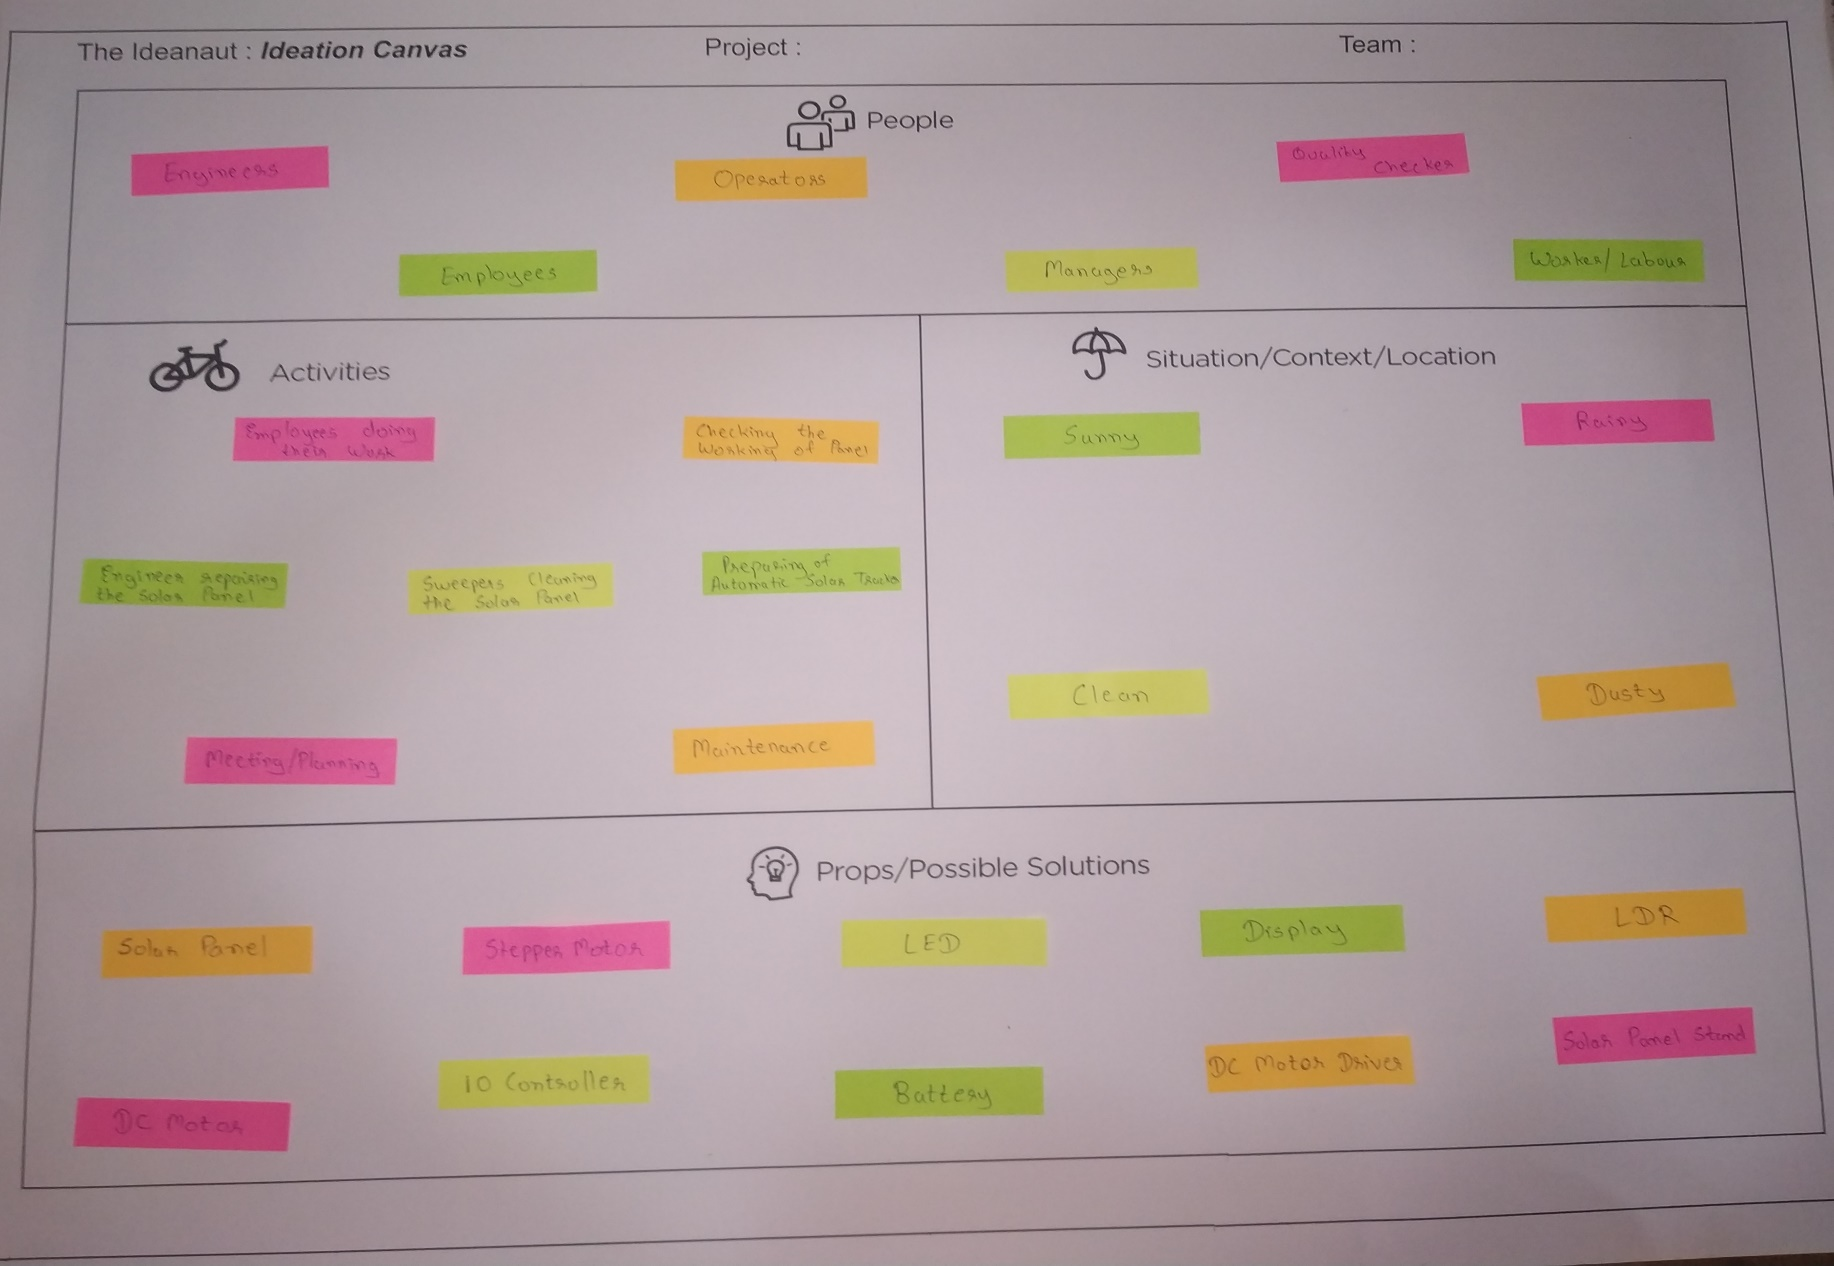 The Ideanaut : Ideation Canvas
Project :
Team :
People
Engineers
Operators
Quality
Checker
Employees
Managers
Worker/Labour
Activities
Employees doing
their work
Checking the
Working of Panel
Engineer repairing
the Solar Panel
Sweepers Cleaning
the Solar Panel
Preparing of
Automatic Solar Tracker
Meeting/Planning
Maintenance
Situation/Context/Location
Sunny
Rainy
Clean
Dusty
Props/Possible Solutions
Solar Panel
Stepper Motor
LED
Display
LDR
DC Motor
IO Controller
Battery
DC Motor Driver
Solar Panel Stand